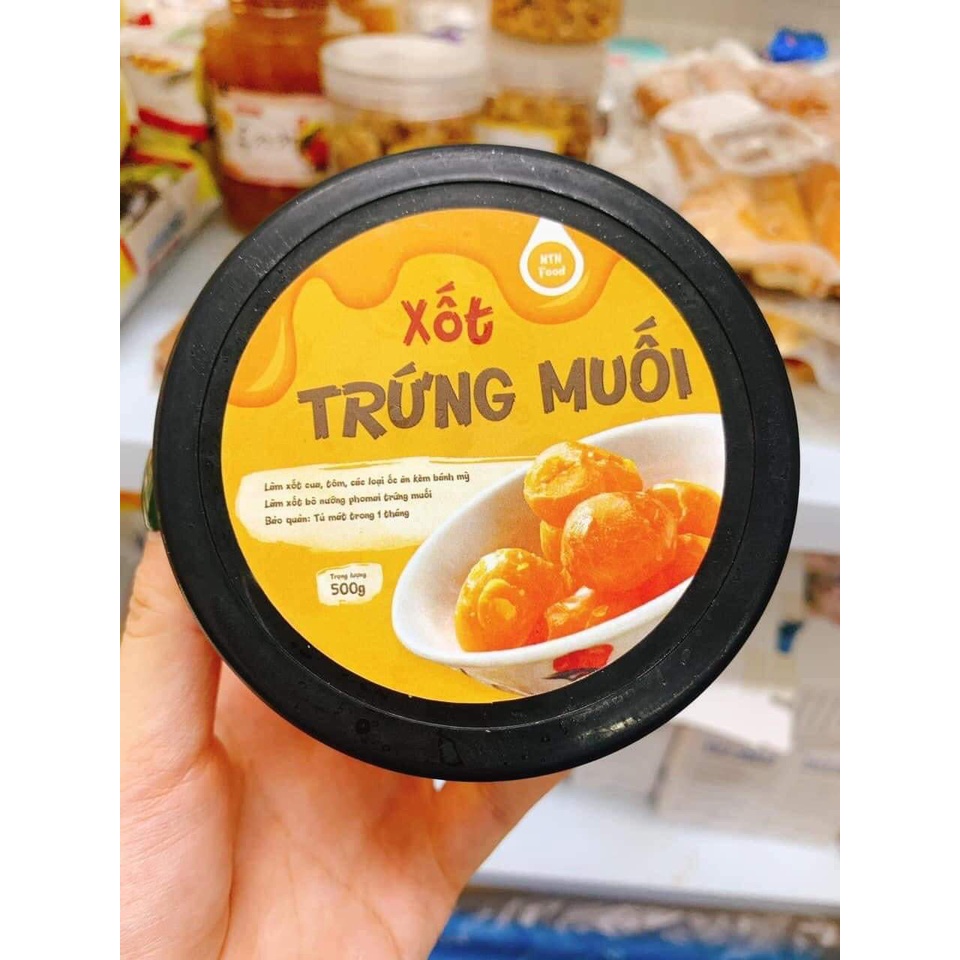 NTN
Food
Xốt
TRỨNG MUỐI
Làm xốt cua, tôm, các loại ốc ăn kèm bánh mỳ
Làm xốt bò nướng phomai trứng muối
Bảo quản: Tủ mát trong 1 tháng
Trọng lượng
500g